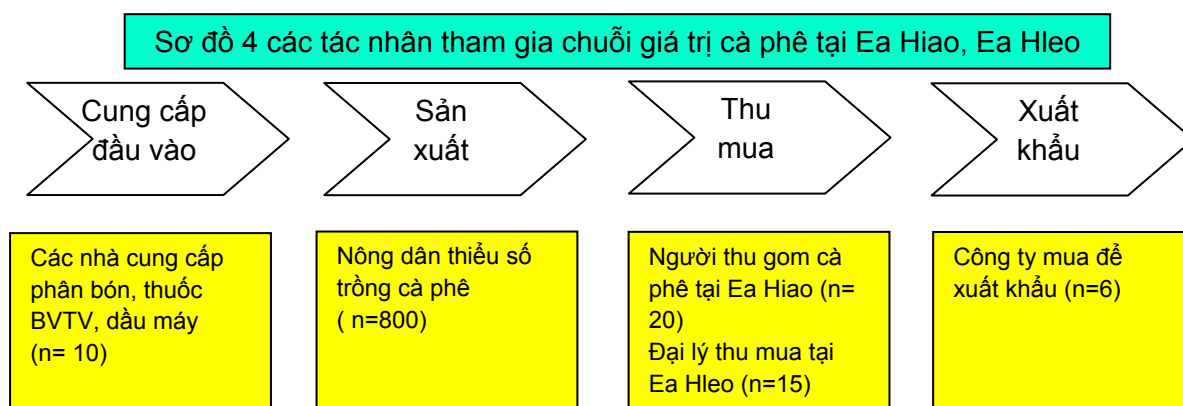 Sơ đồ 4 các tác nhân tham gia chuỗi giá trị cà phê tại Ea Hiao, Ea Hleo
Cung cấp
đầu vào
Sản
xuất
Thu
mua
Xuất
khẩu
Các nhà cung cấp
phân bón, thuốc
BVTV, dầu máy
(n= 10)
Nông dân thiểu số
trồng cà phê
( n=800)
Người thu gom cà
phê tại Ea Hiao (n=
20)
Đại lý thu mua tại
Ea Hleo (n=15)
Công ty mua để
xuất khẩu (n=6)